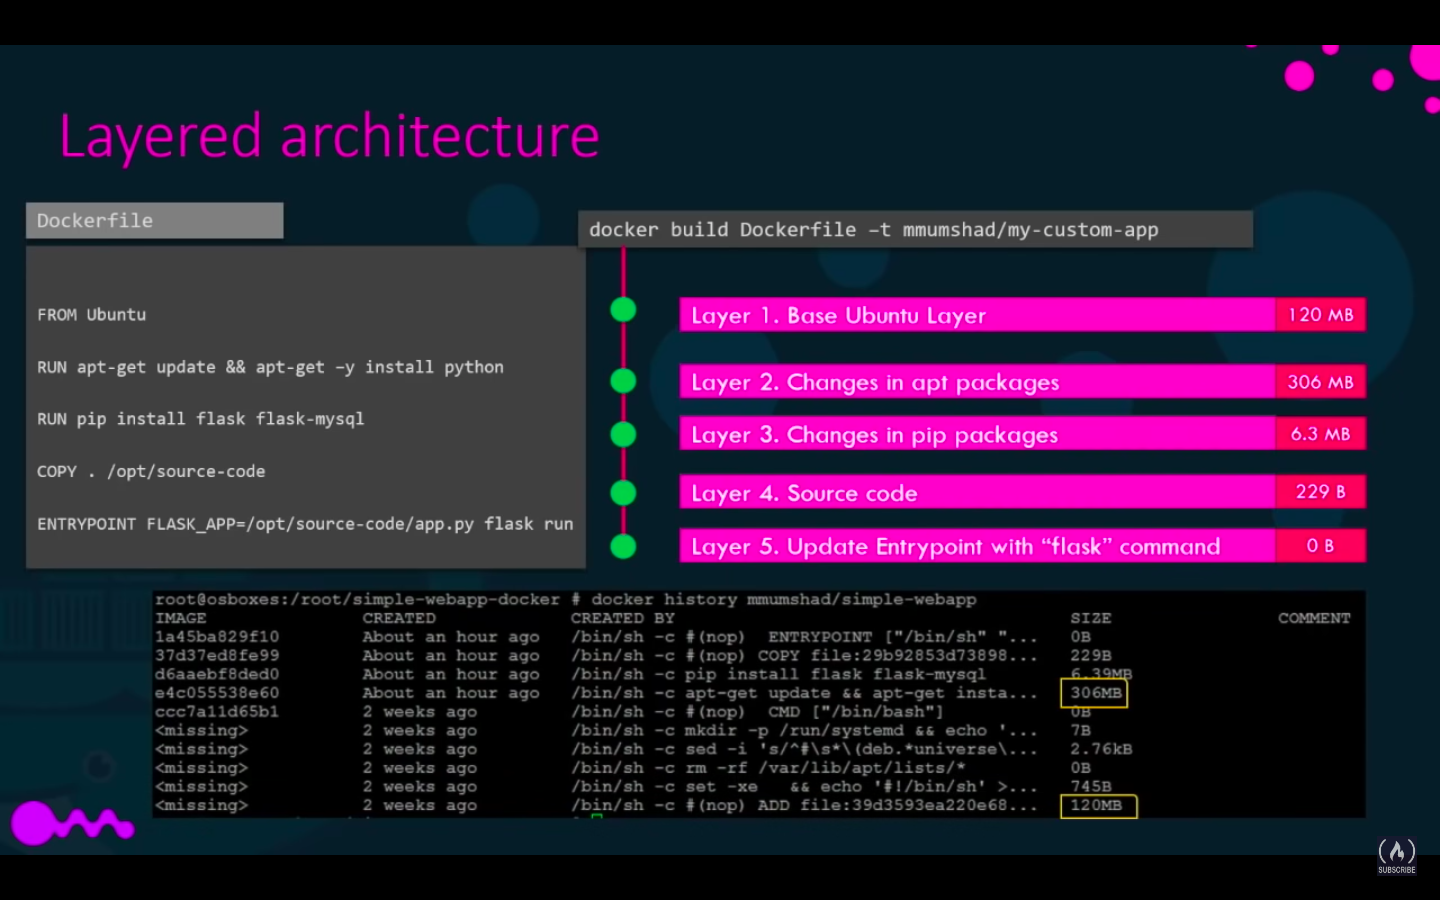 Layered architecture
Dockerfile
FROM Ubuntu
RUN apt-get update && apt-get –y install python
RUN pip install flask flask-mysql
COPY . /opt/source-code
ENTRYPOINT FLASK_APP=/opt/source-code/app.py flask run
docker build Dockerfile –t mmumshad/my-custom-app
Layer 1. Base Ubuntu Layer 120 MB
Layer 2. Changes in apt packages 306 MB
Layer 3. Changes in pip packages 6.3 MB
Layer 4. Source code 229 B
Layer 5. Update Entrypoint with “flask” command 0 B
root@osboxes:/root/simple-webapp-docker # docker history mmumshad/simple-webapp
IMAGE CREATED CREATED BY SIZE COMMENT
1a45ba829f10 About an hour ago /bin/sh -c #(nop) ENTRYPOINT ["/bin/sh" "... 0B
37d37ed8fe99 About an hour ago /bin/sh -c #(nop) COPY file:29b92853d73898... 229B
d6aaebf8ded0 About an hour ago /bin/sh -c pip install flask flask-mysql 6.39MB
e4c055538e60 About an hour ago /bin/sh -c apt-get update && apt-get insta... 306MB
ccc7a11d65b1 2 weeks ago /bin/sh -c #(nop) CMD ["/bin/bash"] 0B
<missing> 2 weeks ago /bin/sh -c mkdir -p /run/systemd && echo '... 7B
<missing> 2 weeks ago /bin/sh -c sed -i 's/^#\s*\(deb.*universe\... 2.76kB
<missing> 2 weeks ago /bin/sh -c rm -rf /var/lib/apt/lists/* 0B
<missing> 2 weeks ago /bin/sh -c set -xe && echo '#!/bin/sh' >... 745B
<missing> 2 weeks ago /bin/sh -c #(nop) ADD file:39d3593ea220e68... 120MB
SUBSCRIBE